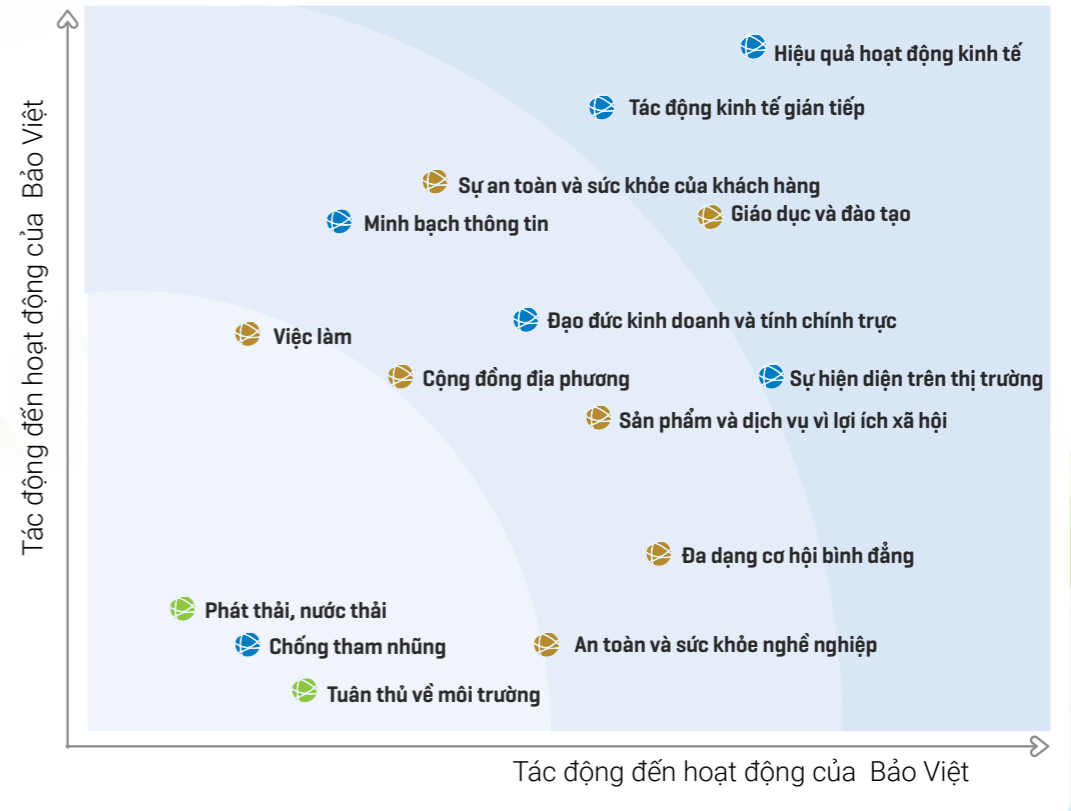 Tác động đến hoạt động của Bảo Việt
Hiệu quả hoạt động kinh tế
Tác động kinh tế gián tiếp
Sự an toàn và sức khỏe của khách hàng
Giáo dục và đào tạo
Minh bạch thông tin
Đạo đức kinh doanh và tính chính trực
Việc làm
Cộng đồng địa phương
Sự hiện diện trên thị trường
Sản phẩm và dịch vụ vì lợi ích xã hội
Đa dạng cơ hội bình đẳng
Phát thải, nước thải
Chống tham nhũng
An toàn và sức khỏe nghề nghiệp
Tuân thủ về môi trường
Tác động đến hoạt động của Bảo Việt